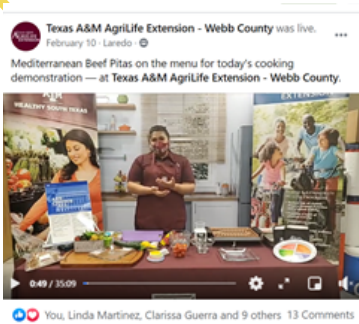 Texas A&M AgriLife Extension - Webb County was live.
February 10 · Laredo ·
Mediterranean Beef Pitas on the menu for today's cooking
demonstration — at Texas A&M AgriLife Extension - Webb County.
HEALTHY SOUTH TEXAS
EXTENSION
0:49 / 35:09
You, Linda Martinez, Clarissa Guerra and 9 others 13 Comments